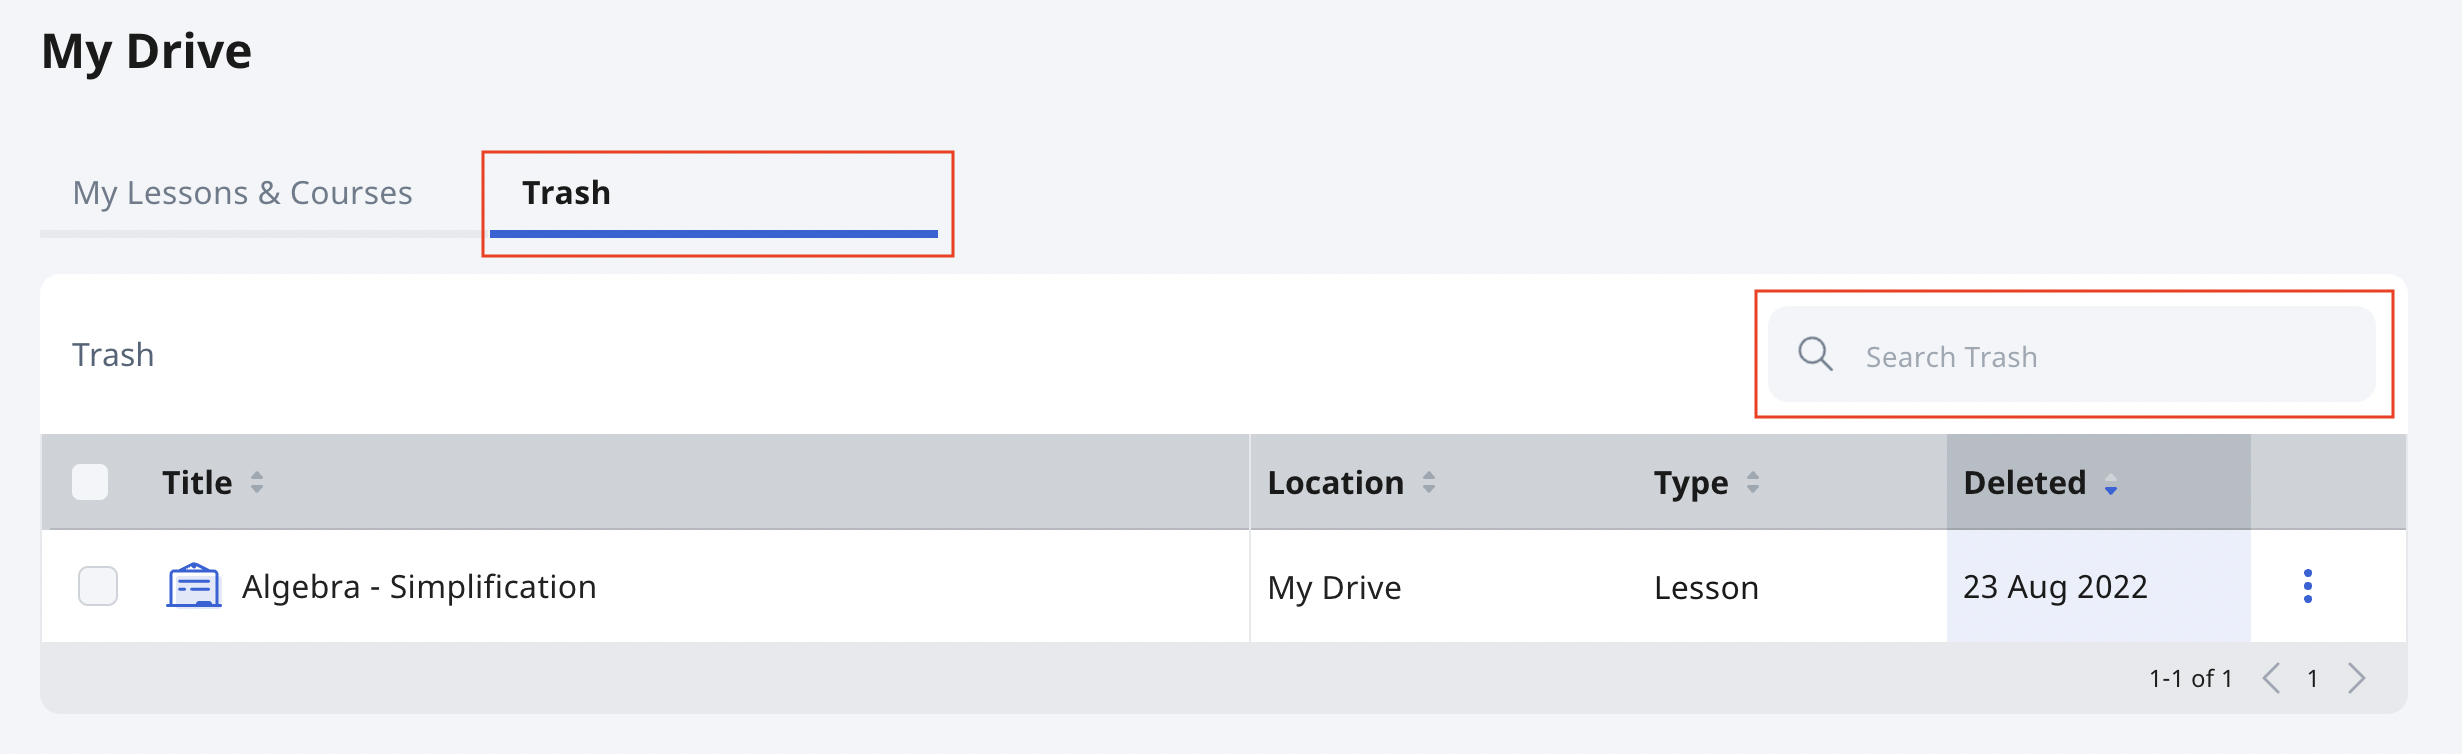 My Drive
My Lessons & Courses
Trash
Trash
Search Trash
Title Location Type Deleted
Algebra - Simplification My Drive Lesson 23 Aug 2022
1-1 of 1 1